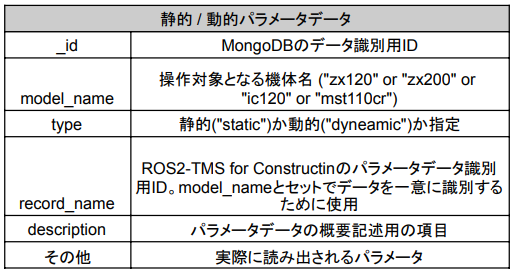 静的 / 動的パラメータデータ
_id
MongoDBのデータ識別用ID
model_name
操作対象となる機体名 ("zx120" or "zx200" or
"ic120" or "mst110cr")
type
静的("static")か動的("dyneamic")か指定
record_name
ROS2-TMS for Constructinのパラメータデータ識別
用ID。model_nameとセットでデータを一意に識別する
ために使用
description
パラメータデータの概要記述用の項目
その他
実際に読み出されるパラメータ